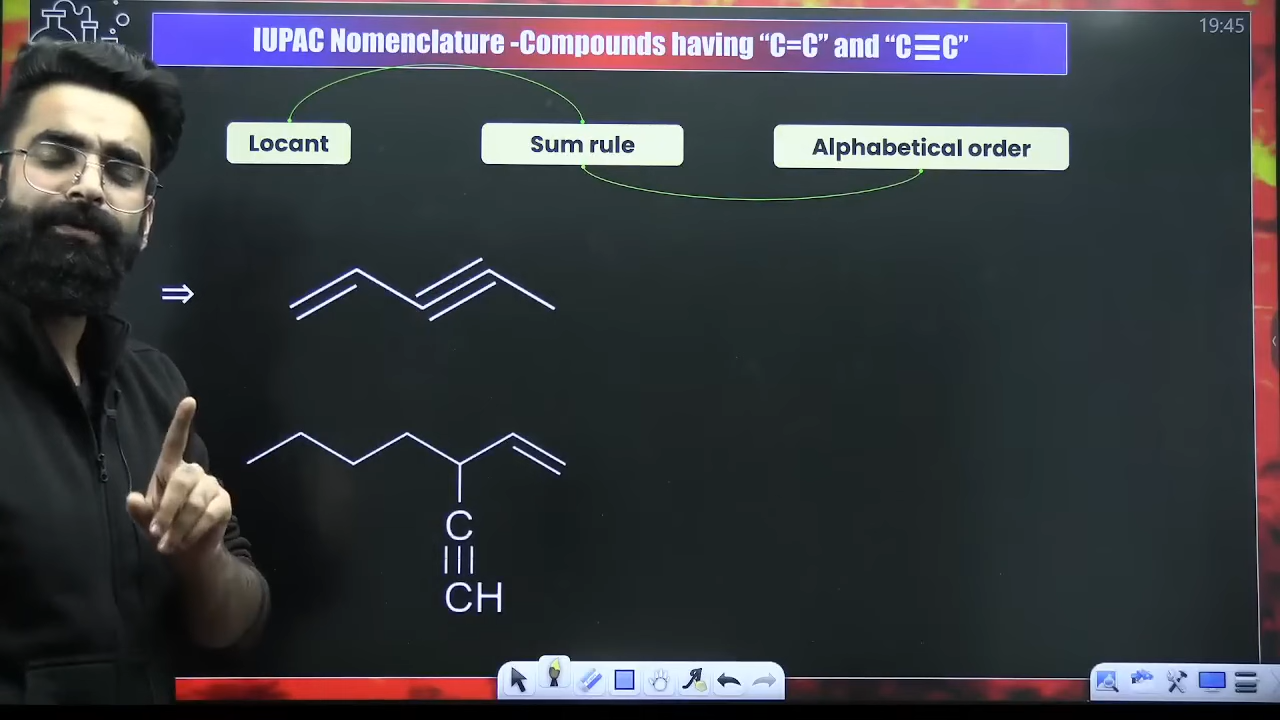 19:45
IUPAC Nomenclature -Compounds having “C=C” and “C≡C”
Locant
Sum rule
Alphabetical order
⇒
C
CH